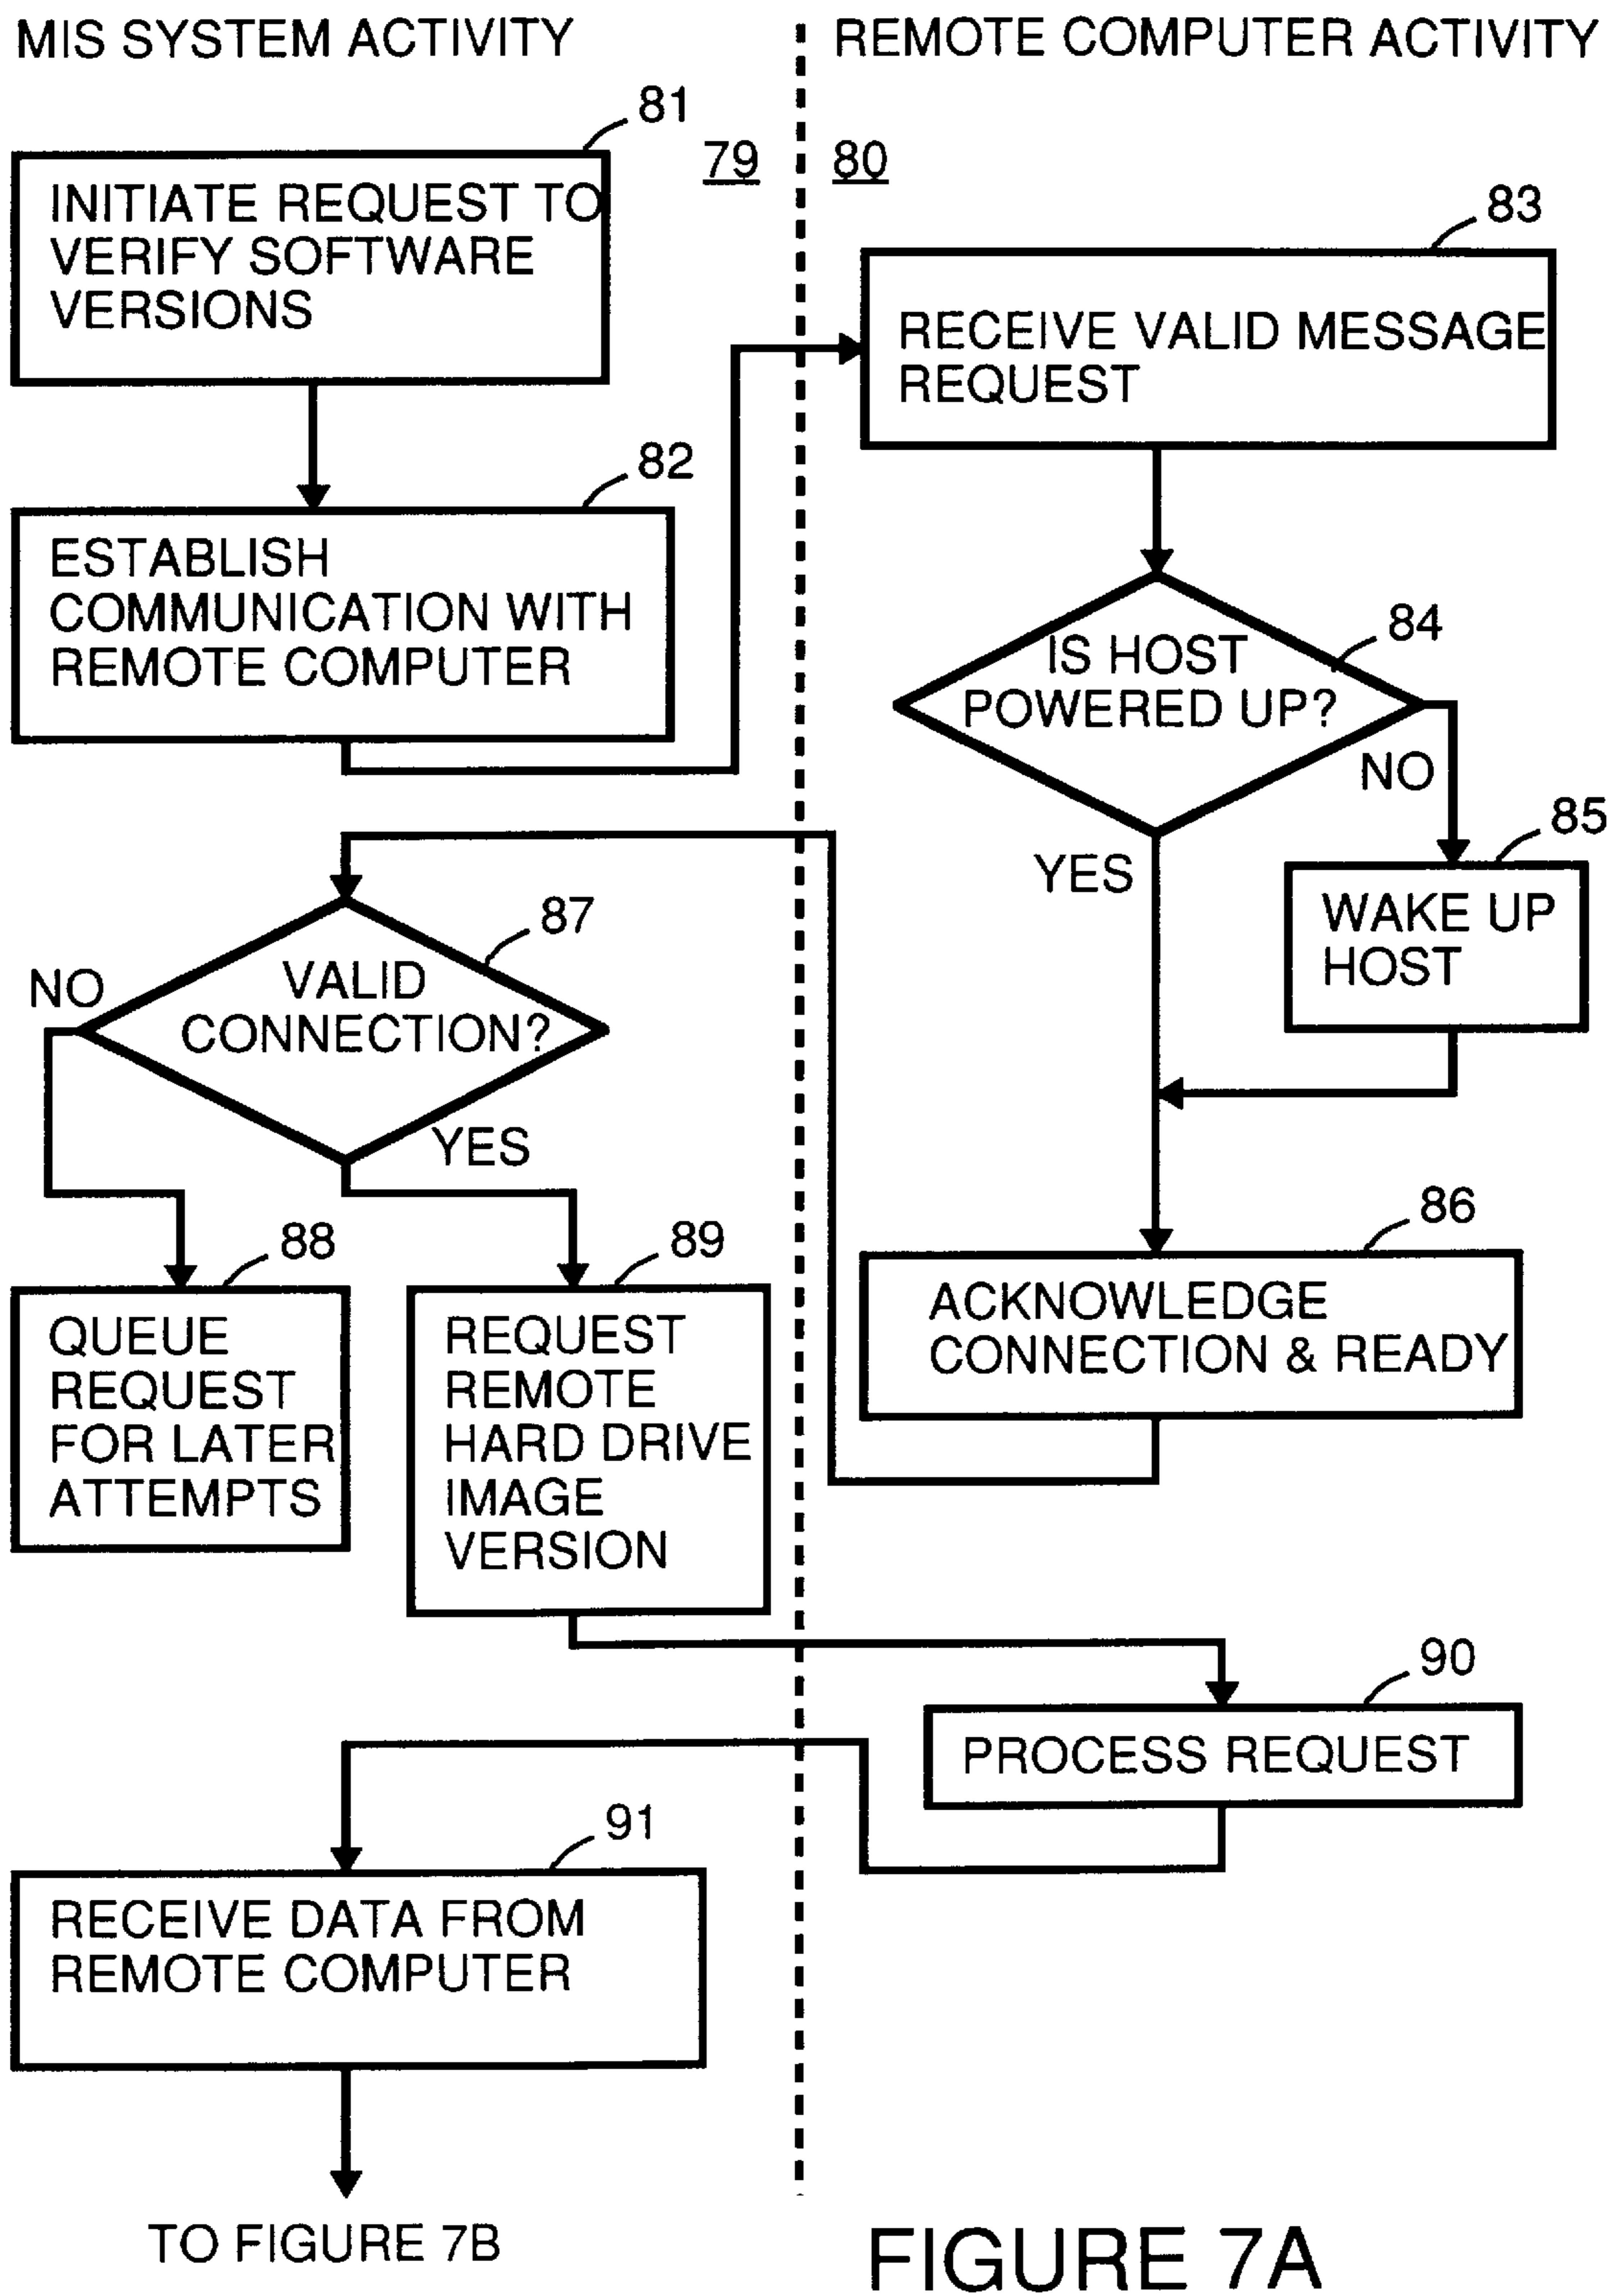 MIS SYSTEM ACTIVITY
REMOTE COMPUTER ACTIVITY
79
80
81
INITIATE REQUEST TO
VERIFY SOFTWARE
VERSIONS
82
ESTABLISH
COMMUNICATION WITH
REMOTE COMPUTER
83
RECEIVE VALID MESSAGE
REQUEST
84
IS HOST
POWERED UP?
NO
YES
85
WAKE UP
HOST
86
ACKNOWLEDGE
CONNECTION & READY
87
VALID
CONNECTION?
NO
YES
88
QUEUE
REQUEST
FOR LATER
ATTEMPTS
89
REQUEST
REMOTE
HARD DRIVE
IMAGE
VERSION
90
PROCESS REQUEST
91
RECEIVE DATA FROM
REMOTE COMPUTER
TO FIGURE 7B
FIGURE 7A